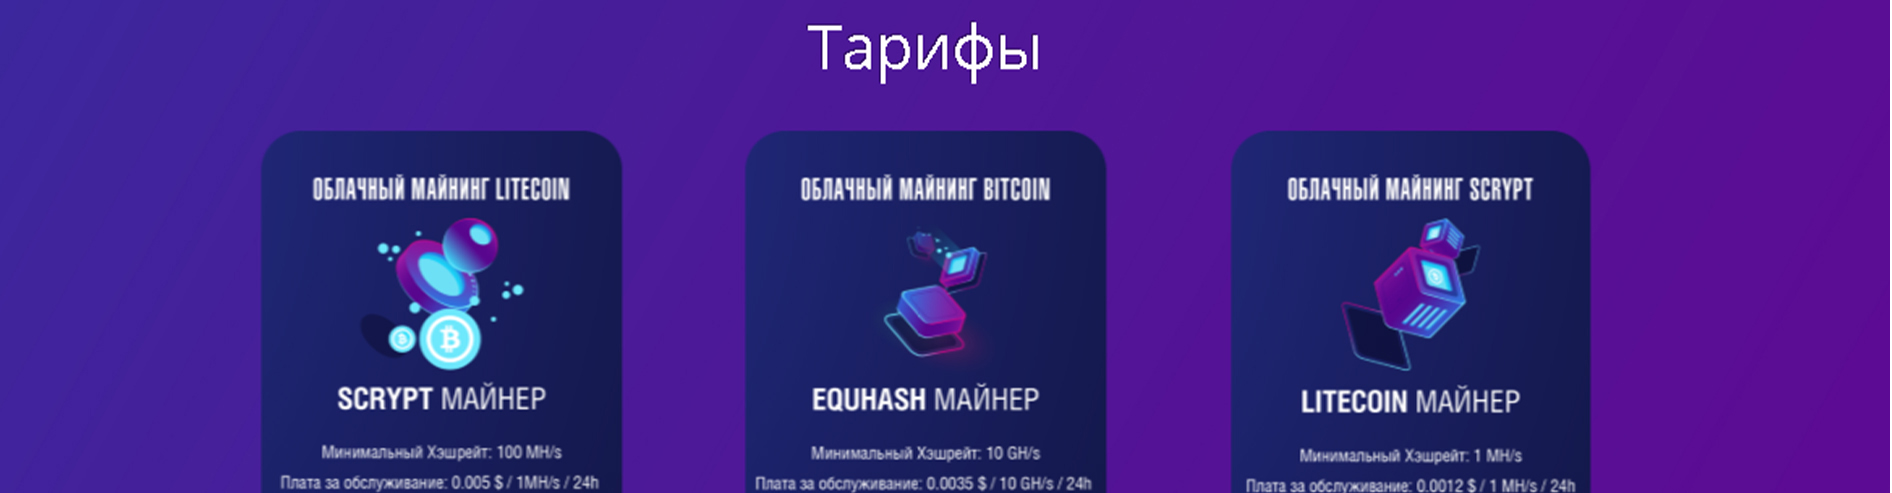 Тарифы
ОБЛАЧНЫЙ МАЙНИНГ LITECOIN
SCRYPT МАЙНЕР
Минимальный Хэшрейт: 100 MH/s
Плата за обслуживание: 0.005 $ / 1MH/s / 24h
ОБЛАЧНЫЙ МАЙНИНГ BITCOIN
EQUHASH МАЙНЕР
Минимальный Хэшрейт: 10 GH/s
Плата за обслуживание: 0.0035 $ / 10 GH/s / 24h
ОБЛАЧНЫЙ МАЙНИНГ SCRYPT
LITECOIN МАЙНЕР
Минимальный Хэшрейт: 1 MH/s
Плата за обслуживание: 0.0012 $ / 1 MH/s / 24h